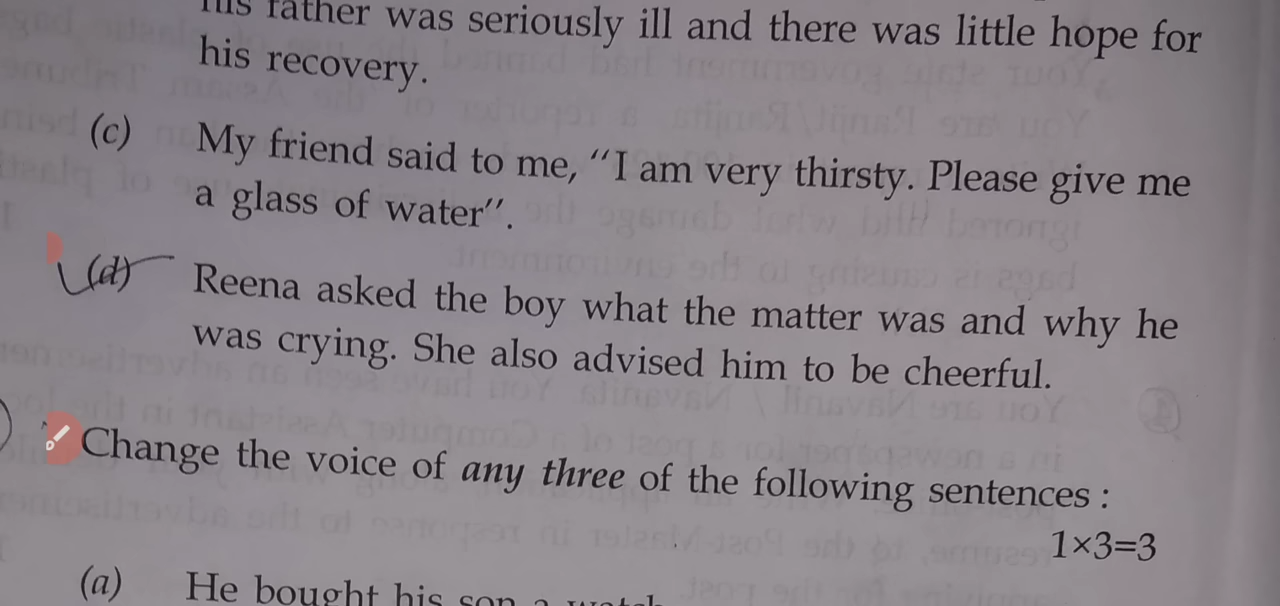 his father was seriously ill and there was little hope for
his recovery.
(c) My friend said to me, "I am very thirsty. Please give me
a glass of water".
(d) Reena asked the boy what the matter was and why he
was crying. She also advised him to be cheerful.
Change the voice of any three of the following sentences :
1×3=3
(a) He bought his son a watch